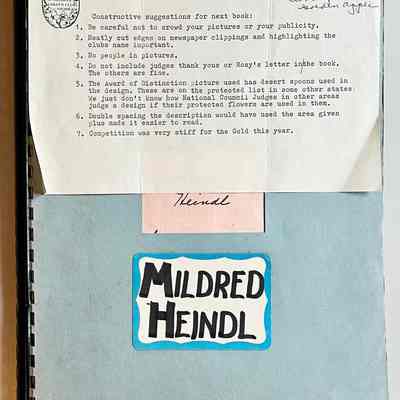 Golden Apple
Constructive suggestions for next book:
1. Be careful not to crowd your pictures or your publicity.
2. Neatly cut edges on newspaper clippings and highlighting the
clubs name important.
3. No people in pictures.
4. Do not include judges thank yous or Roay's letter in the book.
The others are fine.
5. The Award of Distinction picture used has desert spoons used in
the design. These are on the protected list in some other states
We just don't know how National Council Judges in other areas
judge a design if their protected flowers are used in them.
6. Double spacing the description would have used the area given
plus made it easier to read.
7. Competition was very stiff for the Gold this year.
Heindl
MILDRED
HEINDL